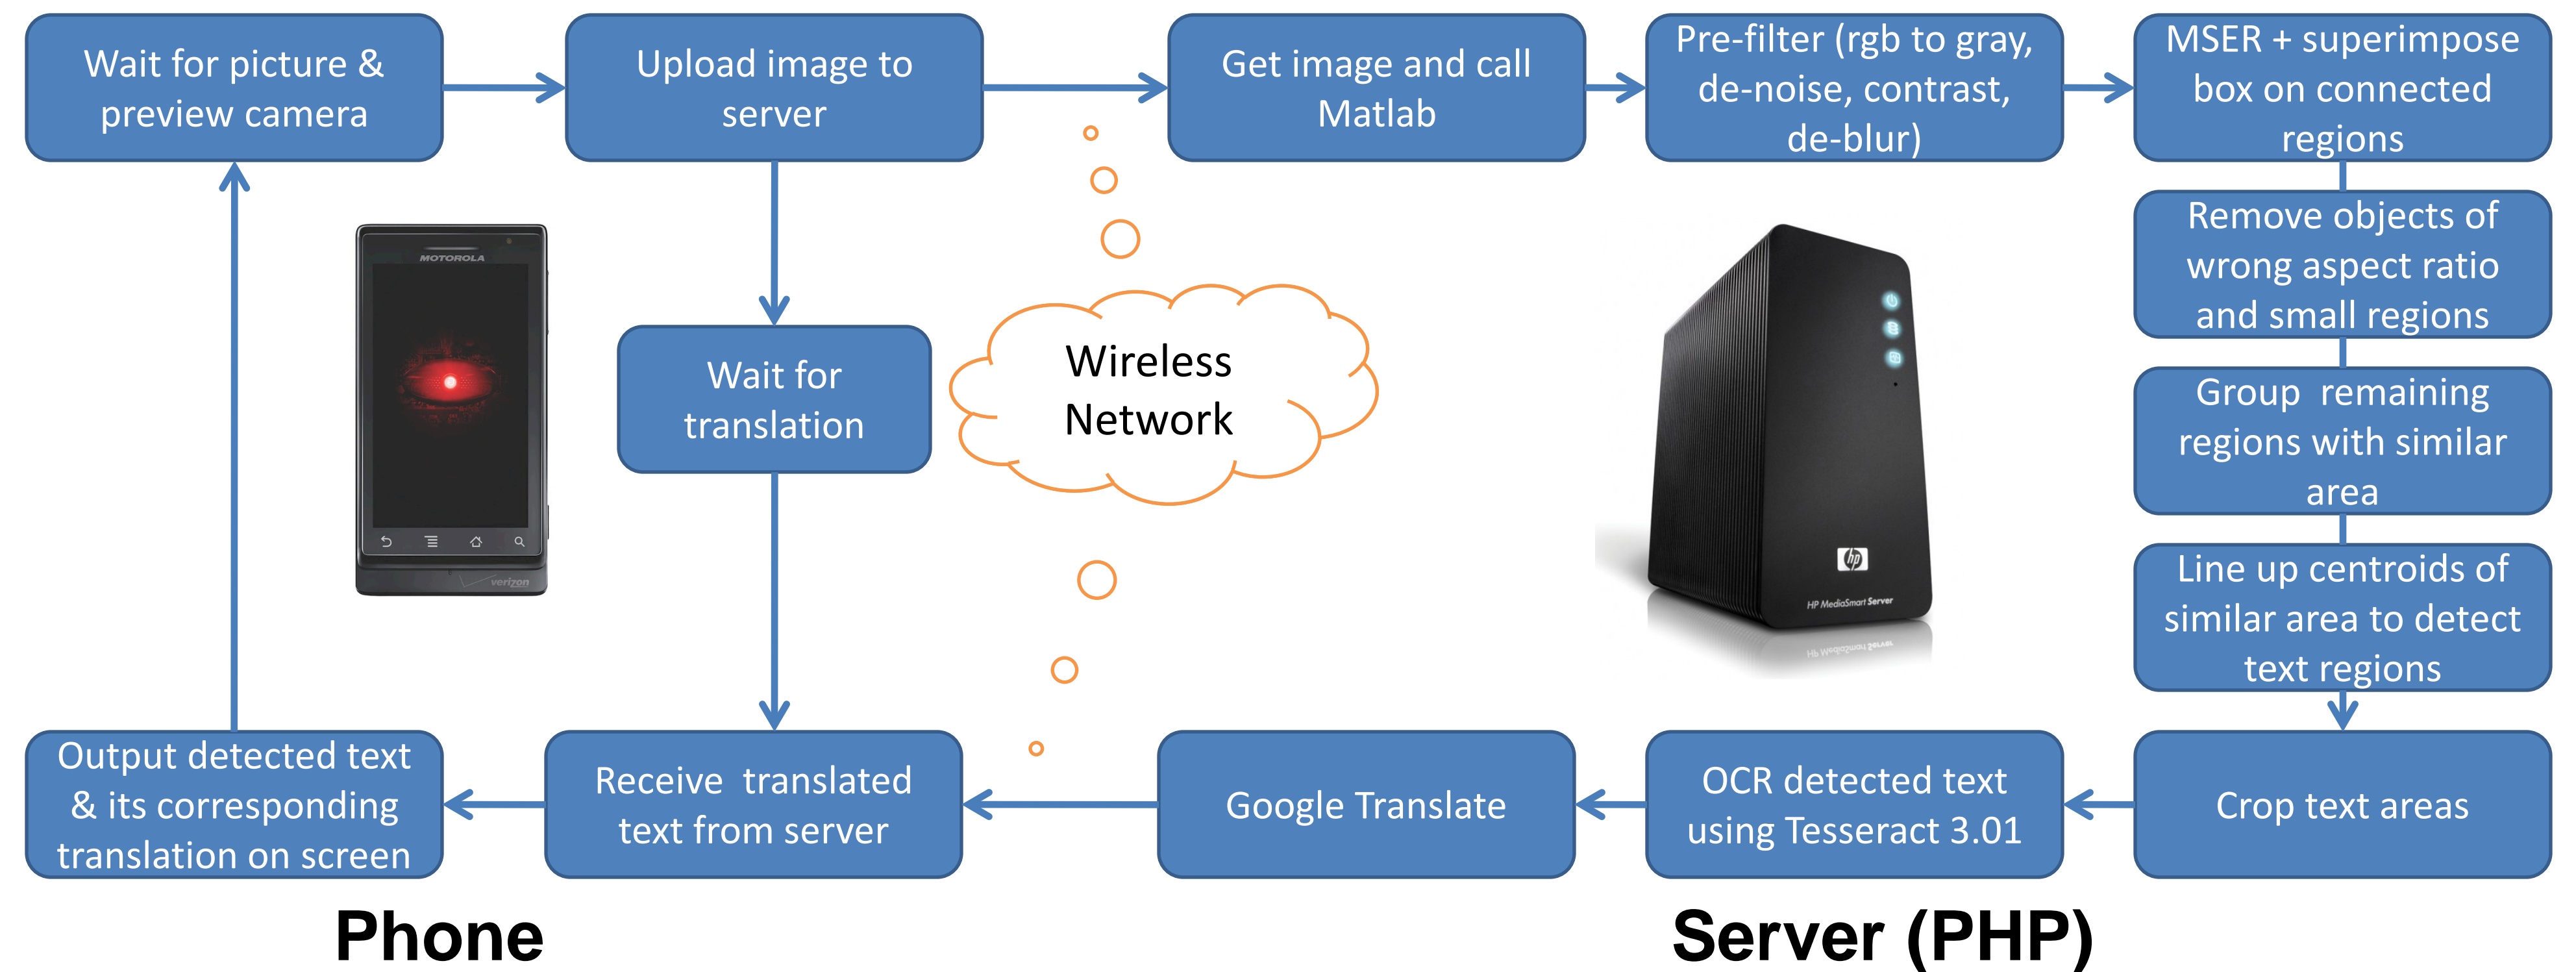 Wait for picture &
preview camera
Upload image to
server
Get image and call
Matlab
Pre-filter (rgb to gray,
de-noise, contrast,
de-blur)
MSER + superimpose
box on connected
regions
Remove objects of
wrong aspect ratio
and small regions
Group  remaining
regions with similar
area
Line up centroids of
similar area to detect
text regions
Crop text areas
OCR detected text
using Tesseract 3.01
Google Translate
Receive  translated
text from server
Output detected text
& its corresponding
translation on screen
Wait for
translation
Wireless
Network
MOTOROLA
verizon
hp
HP MediaSmart Server
Phone
Server (PHP)